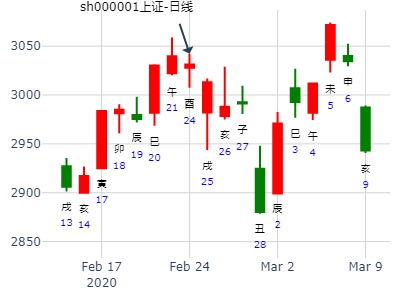 sh000001上证-日线
3050
3000
2950
2900
2850
戌
13
亥
14
寅
17
卯
18
辰
19
巳
20
午
21
酉
24
戌
25
亥
26
子
27
丑
28
辰
2
巳
3
午
4
未
5
申
6
亥
9
Feb 17
2020
Feb 24
Mar 2
Mar 9